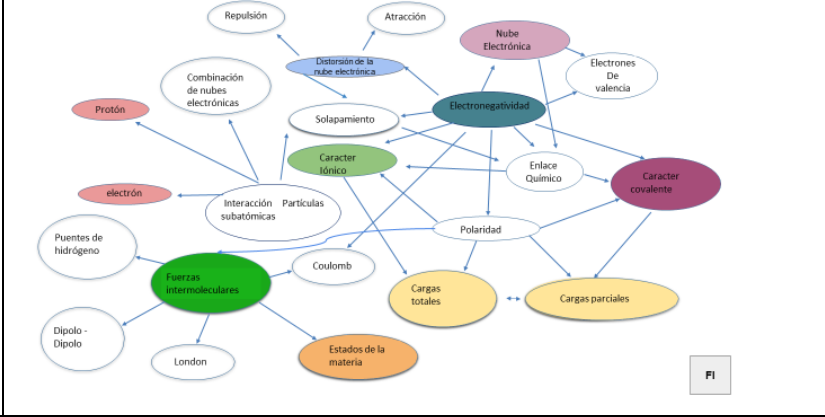 Repulsión
Atracción
Nube
Electrónica
Distorsión de la
nube electrónica
Electrones
De
valencia
Combinación
de nubes
electrónicas
Protón
Electronegatividad
Solapamiento
Caracter
Iónico
Enlace
Químico
Caracter
covalente
electrón
Interacción Partículas
subatómicas
Polaridad
Puentes de
hidrógeno
Coulomb
Fuerzas
intermoleculares
Cargas
totales
Cargas parciales
Dipolo -
Dipolo
London
Estados de la
materia
FI